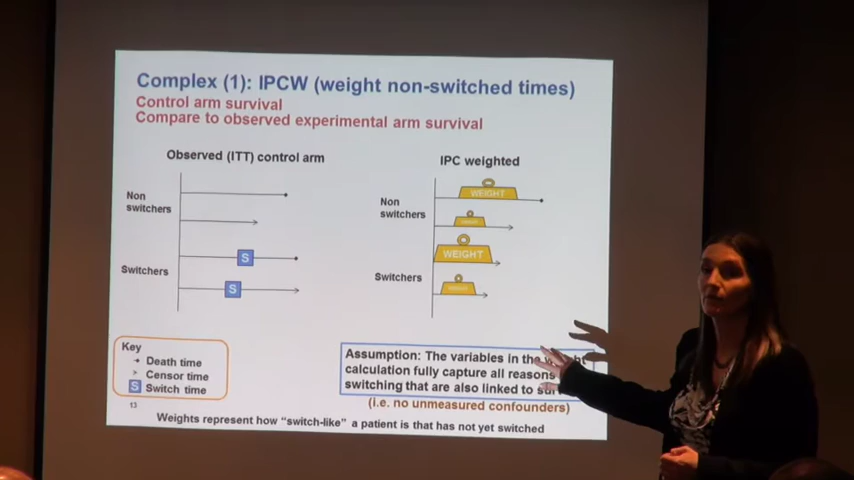 Complex (1): IPCW (weight non-switched times)
Control arm survival
Compare to observed experimental arm survival
Observed (ITT) control arm
IPC weighted
Non
switchers
Switchers
S
S
Non
switchers
Switchers
WEIGHT
WEIGHT
Key
Death time
Censor time
S Switch time
Assumption: The variables in the
calculation fully capture all reasons
switching that are also linked to
(i.e. no unmeasured confounders)
13
Weights represent how “switch-like” a patient is that has not yet switched